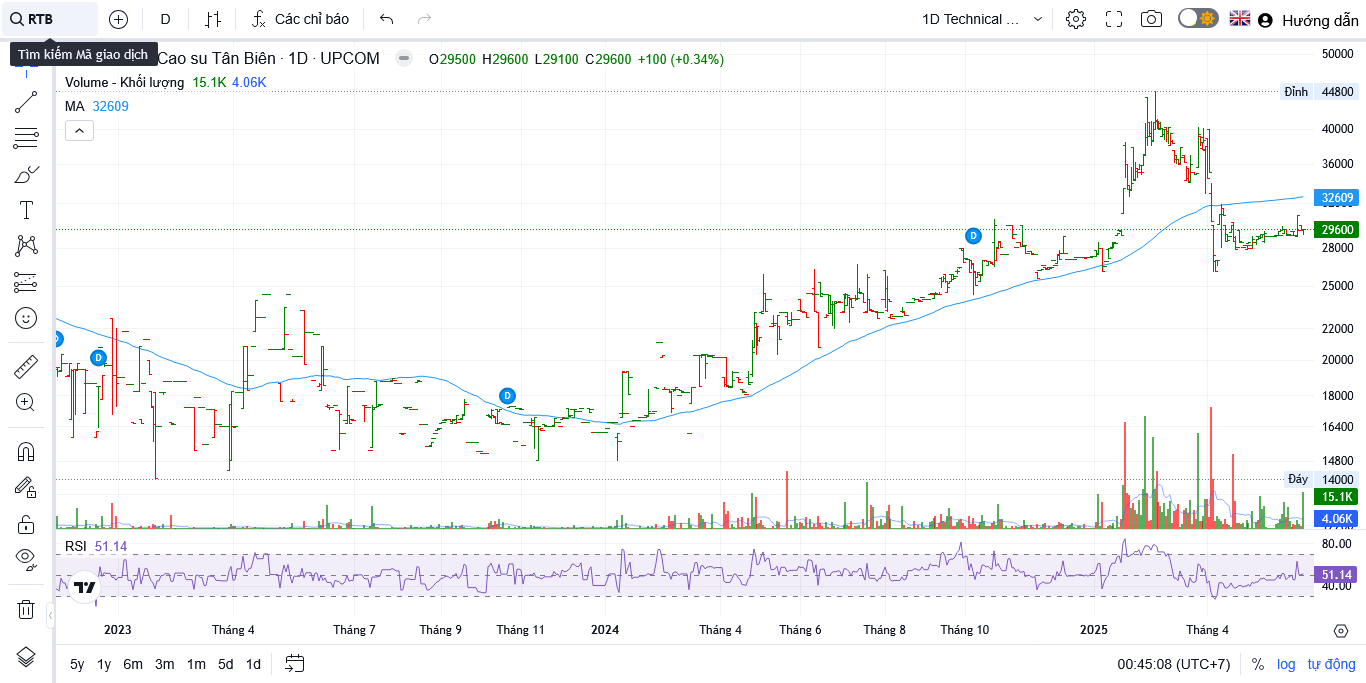 RTB D Các chỉ báo 1D Technical ... Hướng dẫn
Tìm kiếm Mã giao dịch Cao su Tân Biên · 1D · UPCOM O29500 H29600 L29100 C29600 +100 (+0.34%)
Volume - Khối lượng 15.1K 4.06K
MA 32609
50000
Đỉnh 44800
40000
36000
32609
29600
28000
25000
22000
20000
18000
16400
14800
Đáy 14000
15.1K
4.06K
D
D
D
RSI 51.14
80.00
51.14
40.00
2023 Tháng 4 Tháng 7 Tháng 9 Tháng 11 2024 Tháng 4 Tháng 6 Tháng 8 Tháng 10 2025 Tháng 4
5y 1y 6m 3m 1m 5d 1d 00:45:08 (UTC+7) % log tự động